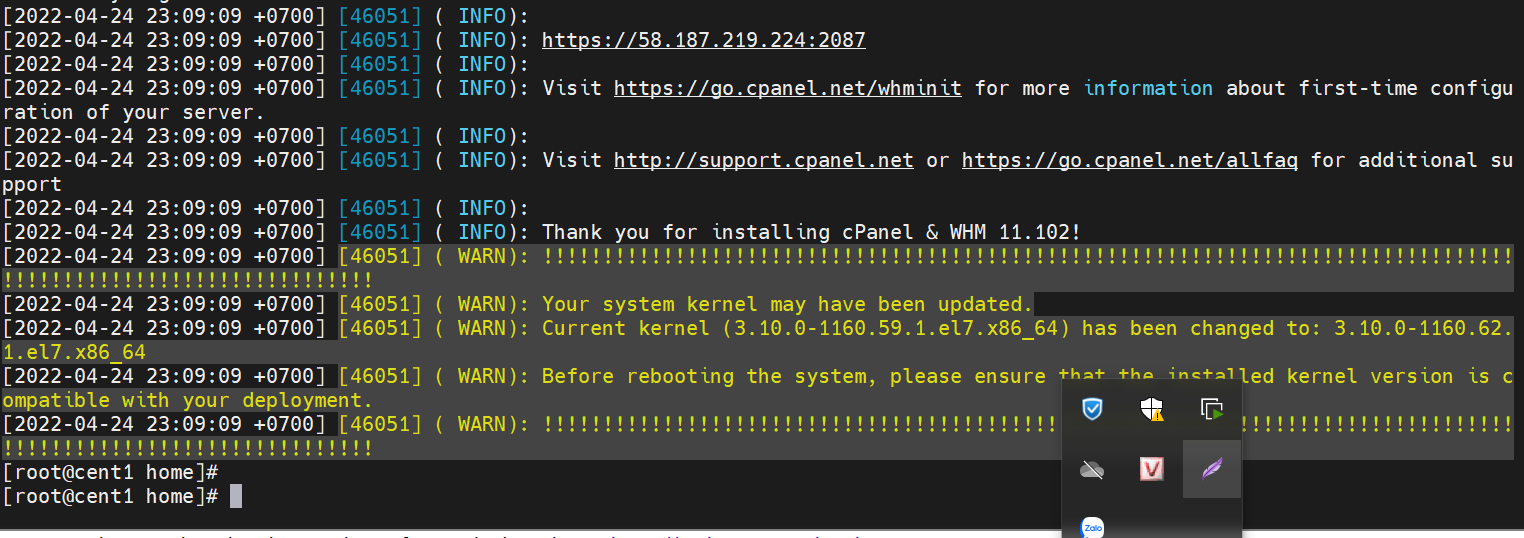 [2022-04-24 23:09:09 +0700] [46051] ( INFO):
[2022-04-24 23:09:09 +0700] [46051] ( INFO): https://58.187.219.224:2087
[2022-04-24 23:09:09 +0700] [46051] ( INFO):
[2022-04-24 23:09:09 +0700] [46051] ( INFO): Visit https://go.cpanel.net/whminit for more information about first-time configu
ration of your server.
[2022-04-24 23:09:09 +0700] [46051] ( INFO):
[2022-04-24 23:09:09 +0700] [46051] ( INFO): Visit http://support.cpanel.net or https://go.cpanel.net/allfaq for additional su
pport
[2022-04-24 23:09:09 +0700] [46051] ( INFO):
[2022-04-24 23:09:09 +0700] [46051] ( INFO): Thank you for installing cPanel & WHM 11.102!
[2022-04-24 23:09:09 +0700] [46051] ( WARN): !!!!!!!!!!!!!!!!!!!!!!!!!!!!!!!!!!!!!!!!!!!!!!!!!!!!!!!!!!!!!!!!!!!!!!!!!!!!!!!!!
!!!!!!!!!!!!!!!!!!!!!!!!!!!!!!!
[2022-04-24 23:09:09 +0700] [46051] ( WARN): Your system kernel may have been updated.
[2022-04-24 23:09:09 +0700] [46051] ( WARN): Current kernel (3.10.0-1160.59.1.el7.x86_64) has been changed to: 3.10.0-1160.62.
1.el7.x86_64
[2022-04-24 23:09:09 +0700] [46051] ( WARN): Before rebooting the system, please ensure that the installed kernel version is c
ompatible with your deployment.
[2022-04-24 23:09:09 +0700] [46051] ( WARN): !!!!!!!!!!!!!!!!!!!!!!!!!!!!!!!!!!!!!!!!!!! !!!!!!!!!!!!!!!!!!!!!!!
!!!!!!!!!!!!!!!!!!!!!!!!!!!!!!!
[root@cent1 home]#
[root@cent1 home]#
V
Zalo